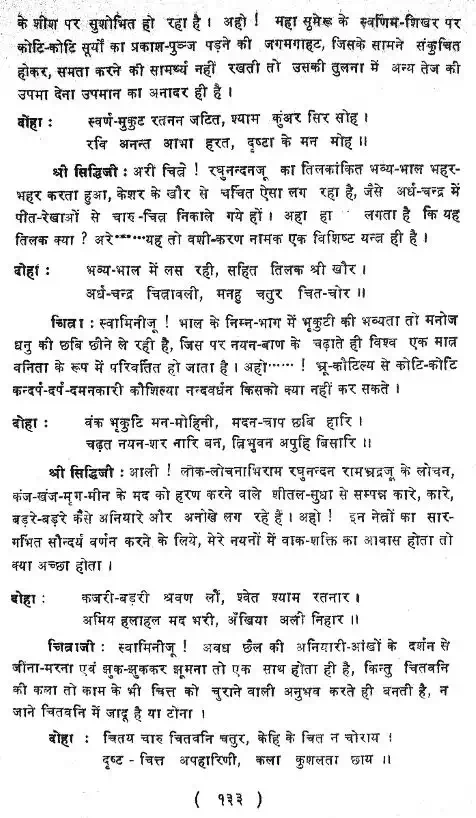 के शीश पर सुशोभित हो रहा है । अहो ! महा सुमेरू के स्वर्णिम-शिखर पर
कोटि-कोटि सूर्यों का प्रकाश-पुञ्ज पड़ने की जगमगाहट, जिसके सामने संकुचित
होकर, समता करने की सामर्थ्य नहीं रखती तो उसकी तुलना में अन्य तेज की
उपमा देना उपमान का अनादर ही है ।
दोहा : स्वर्ण-मुकुट रतनन जटित, श्याम कुंअर सिर सोह ।
रवि अनन्त आभा हरत, दृष्टा के मन मोह ।।
श्री सिद्धिजी : अरी चित्रे ! रघुनन्दनजू का तिलकांकित भव्य-भाल भहर-
भहर करता हुआ, केशर के खौर से चर्चित ऐसा लग रहा है, जैसे अर्ध-चन्द्र में
पीत-रेखाओं से चारु-चित्र निकाले गये हों । अहा हा लगता है कि यह
तिलक क्या ? अरे······यह तो वशी-करण नामक एक विशिष्ट यन्त्र ही है ।
दोहा : भव्य-भाल में लस रही, सहित तिलक श्री खौर ।
अर्ध-चन्द्र चित्रावली, मनहु चतुर चित-चोर ।।
चित्रा : स्वामिनीजू ! भाल के निम्न-भाग में भृकुटी की भव्यता तो मनोज
धनु की छबि छीने ले रही है, जिस पर नयन-बाण के चढ़ाते ही विश्व एक मात्र
वनिता के रूप में परिवर्तित हो जाता है । अहो······ ! भ्रू-कौटिल्य से कोटि-कोटि
कन्दर्प-दर्प-दमनकारी कौशिल्या नन्दवर्धन किसको क्या नहीं कर सकते ।
दोहा : वंक भृकुटि मन-मोहिनी, मदन-चाप छबि हारि ।
चढ़त नयन-शर नारि बन, त्रिभुवन अपुहि बिसारि ।।
श्री सिद्धिजी : आली ! लोक-लोचनाभिराम रघुनन्दन रामभद्रजू के लोचन,
कंज-खंज-मृग-मीन के मद को हरण करने वाले शीतल-सुधा से सम्पन्न कारे, कारे,
बड़रे-बड़रे कैसे अनियारे और अनोखे लग रहे हैं । अहो ! इन नेत्रों का सार-
गर्भित सौन्दर्य वर्णन करने के लिये, मेरे नयनों में वाक-शक्ति का आवास होता तो
क्या अच्छा होता ।
दोहा : कजरी-बड़री श्रवण लौं, श्वेत श्याम रतनार ।
अमिय हलाहल मद भरी, अँखिया अली निहार ।।
चित्राजी : स्वामिनीजू ! अवध छैल की अनियारी-आंखों के दर्शन से
जीना-मरना एवं झुक-झुककर झूमना तो एक साथ होता ही है, किन्तु चितवनि
की कला तो काम के भी चित्त को चुराने वाली अनुभव करते ही बनती है, न
जाने चितवनि में जादू है या टोना ।
दोहा : चितय चारु चितवनि चतुर, केहि के चित न चोराय ।
दृष्ट - चित्त अपहारिणी, कला कुशलता छाय ।।
( १३३ )